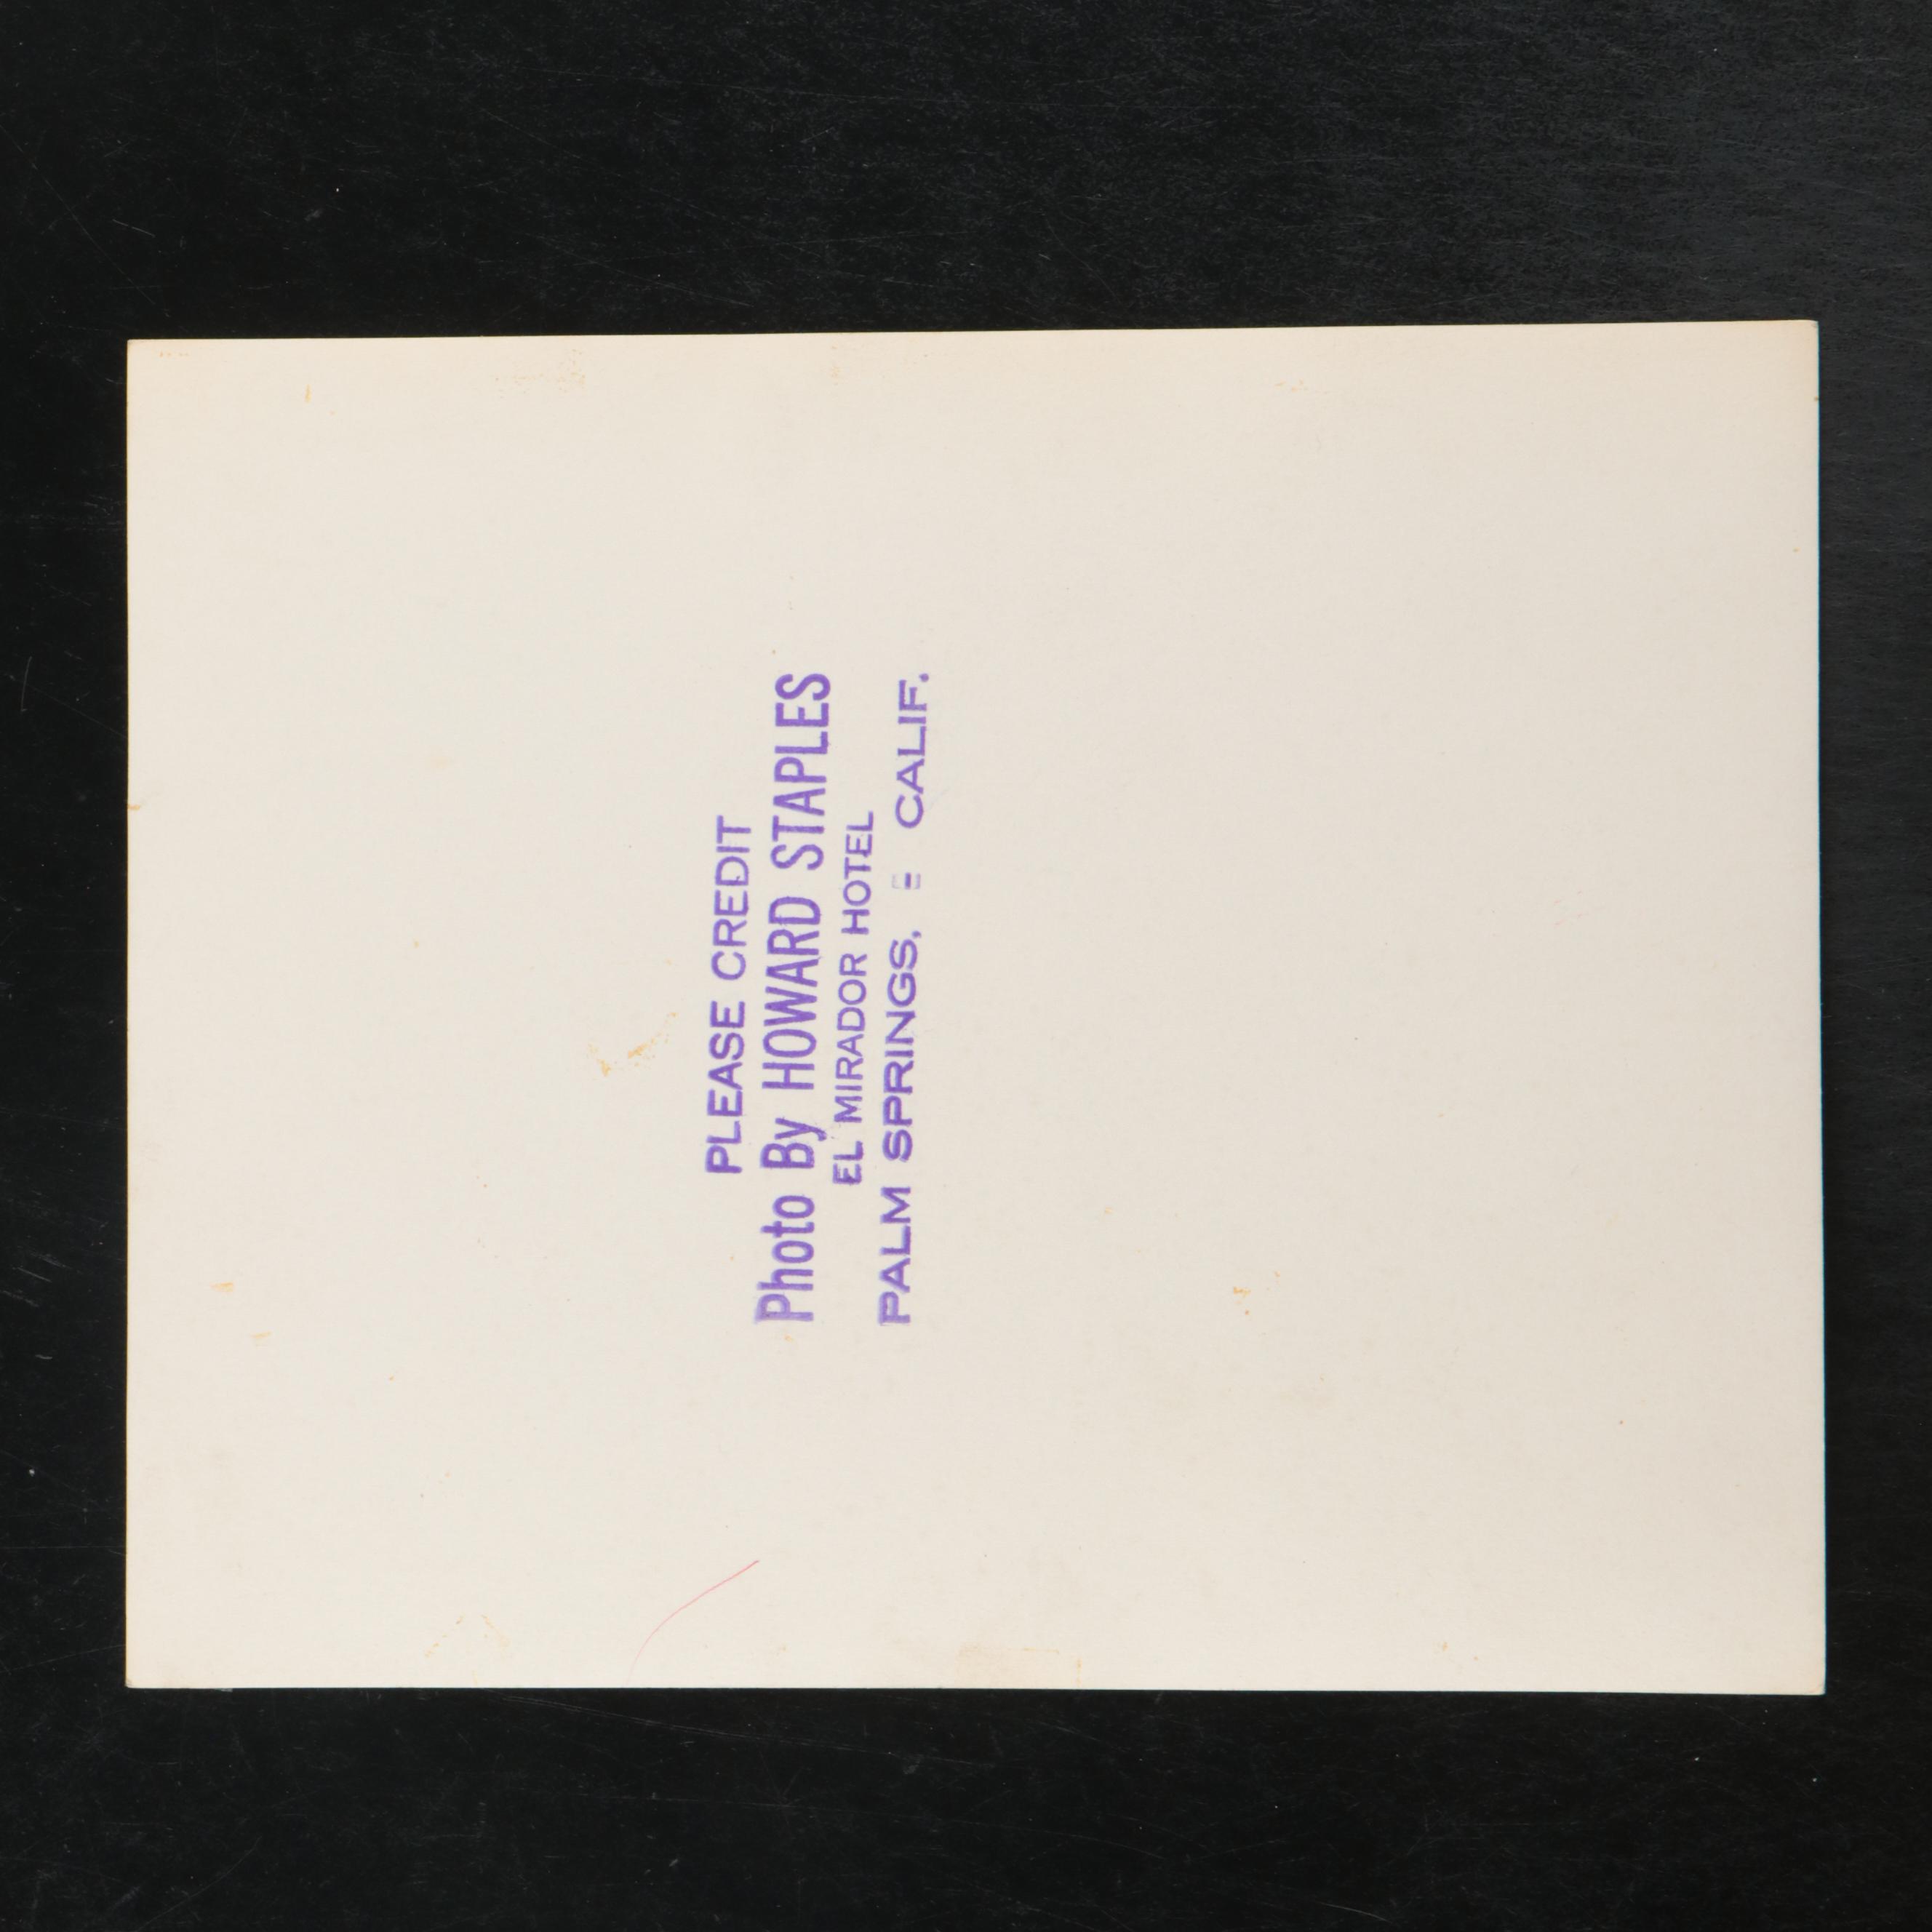 PLEASE CREDIT
Photo By HOWARD STAPLES
EL MIRADOR HOTEL
PALM SPRINGS, = CALIF.